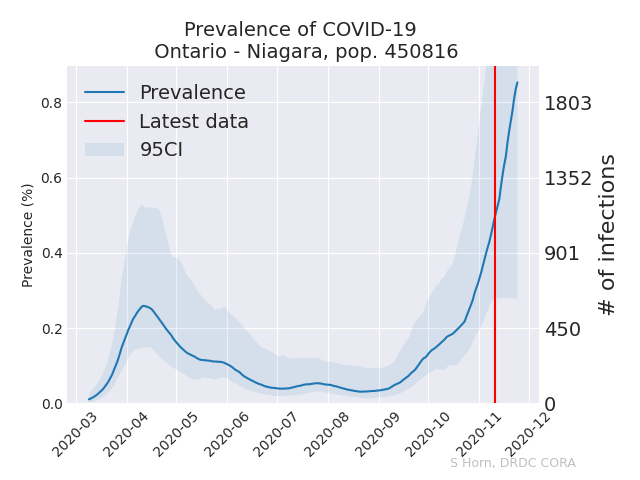 Prevalence of COVID-19
Ontario - Niagara, pop. 450816
Prevalence
Latest data
95CI
Prevalence (%)
0.8
0.6
0.4
0.2
0.0
1803
1352
901
450
0
# of infections
2020-03
2020-04
2020-05
2020-06
2020-07
2020-08
2020-09
2020-10
2020-11
2020-12
S Horn, DRDC CORA